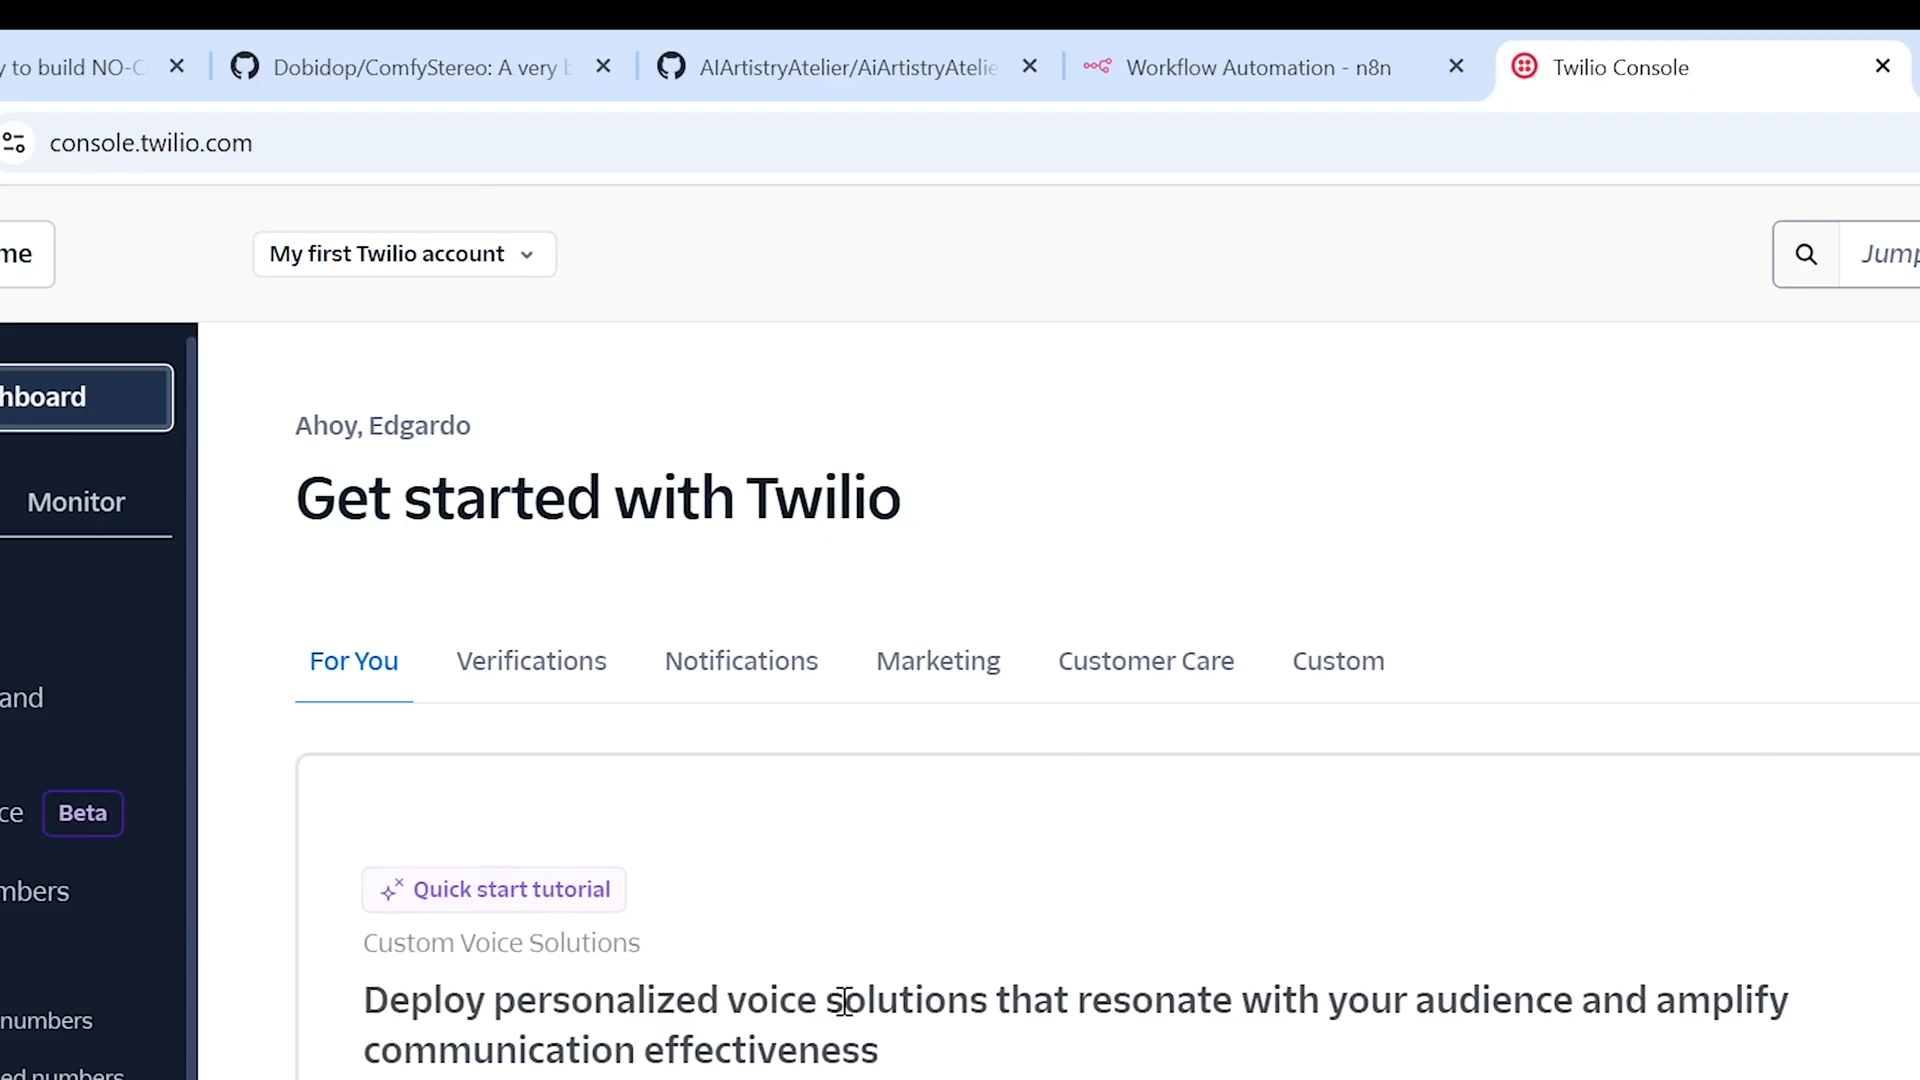 y to build NO-C
Dobidop/ComfyStereo: A very b
AIArtistryAtelier/AiArtistryAtelie
Workflow Automation - n8n
Twilio Console
console.twilio.com
me
My first Twilio account
Jump
hboard
Monitor
and
ce Beta
mbers
numbers
ed numbers
Ahoy, Edgardo
Get started with Twilio
For You
Verifications
Notifications
Marketing
Customer Care
Custom
Quick start tutorial
Custom Voice Solutions
Deploy personalized voice solutions that resonate with your audience and amplify
communication effectiveness